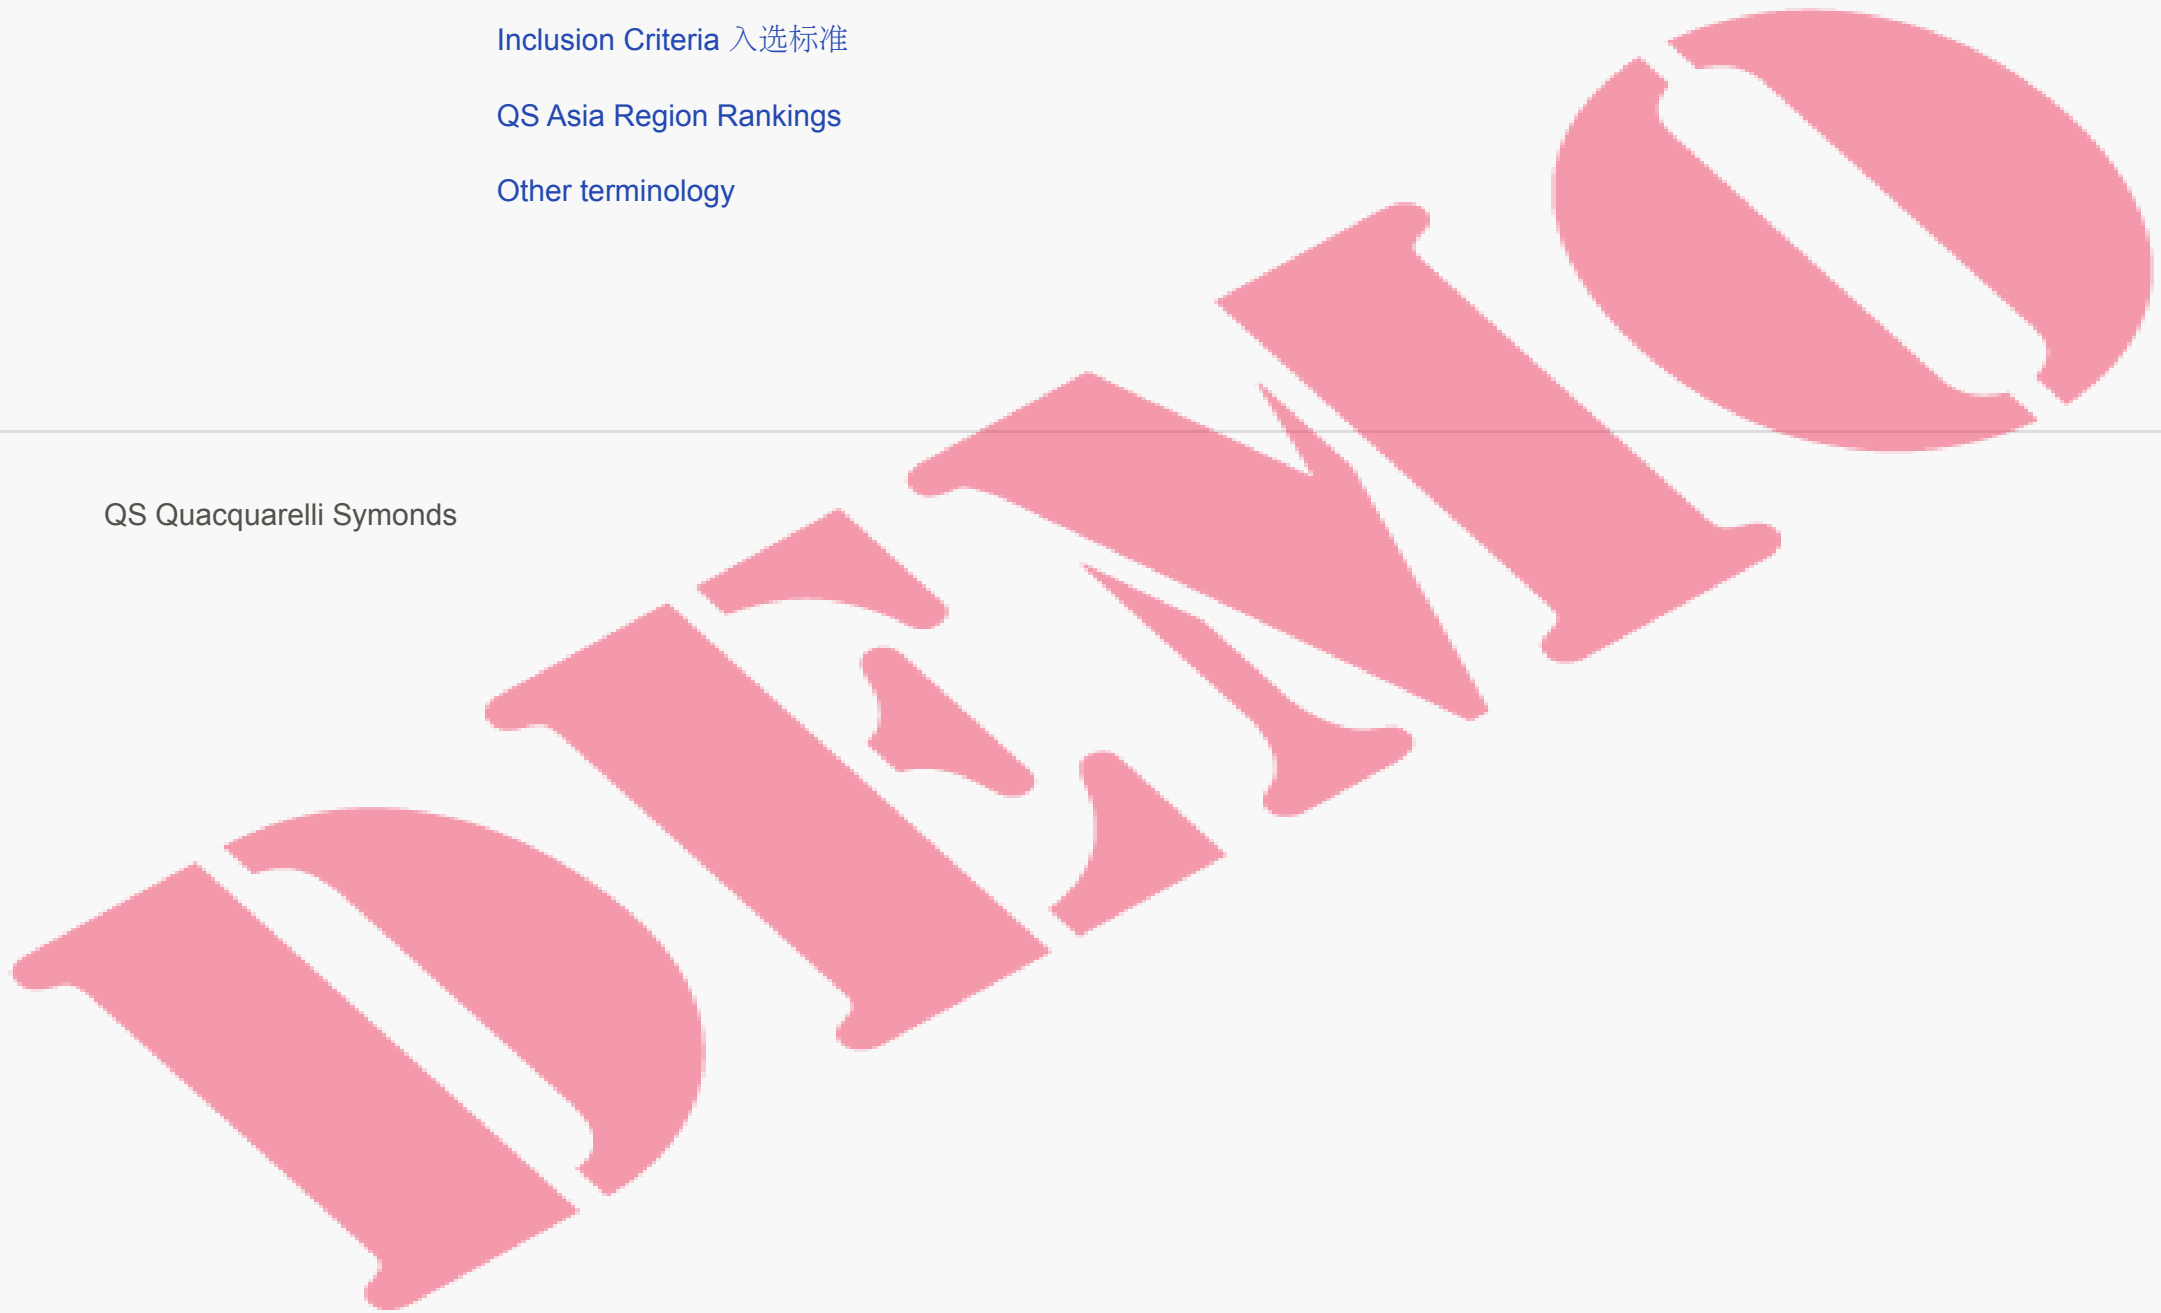 Inclusion Criteria 入选标准
QS Asia Region Rankings
Other terminology
QS Quacquarelli Symonds
DEMO